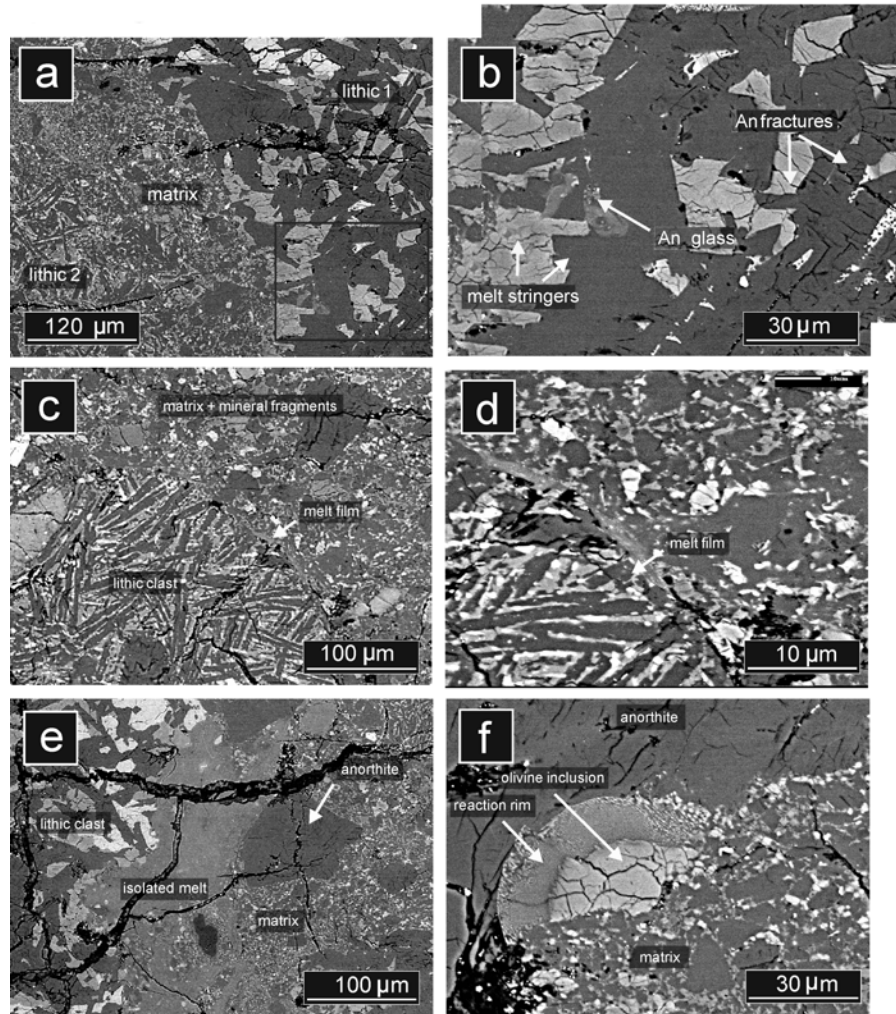 a
lithic 1
matrix
lithic 2
120 µm
b
An fractures
An glass
melt stringers
30 µm
c
matrix + mineral fragments
melt film
lithic clast
100 µm
d
melt film
10 µm
e
anorthite
lithic clast
isolated melt
matrix
100 µm
f
anorthite
olivine inclusion
reaction rim
matrix
30 µm